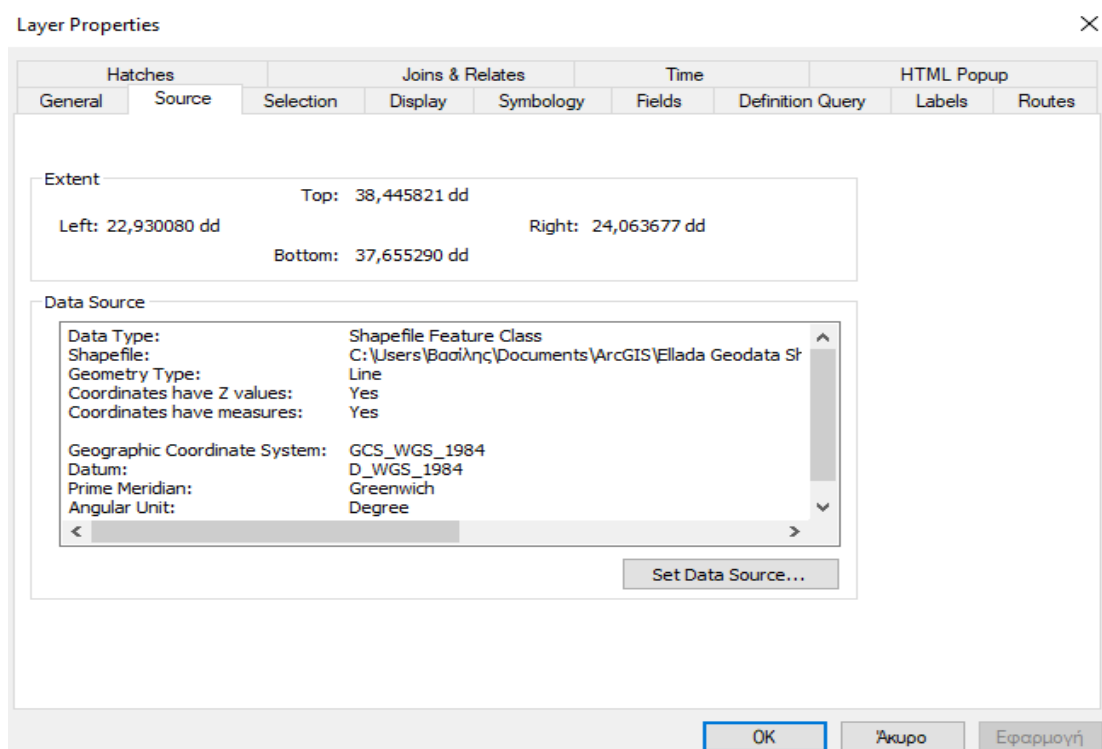 Layer Properties
Hatches Joins & Relates Time HTML Popup
General Source Selection Display Symbology Fields Definition Query Labels Routes
Extent
Top: 38,445821 dd
Left: 22,930080 dd Right: 24,063677 dd
Bottom: 37,655290 dd
Data Source
Data Type: Shapefile Feature Class
Shapefile: C:\Users\Βασίλης\Documents\ArcGIS\Ellada Geodata Sh
Geometry Type: Line
Coordinates have Z values: Yes
Coordinates have measures: Yes
Geographic Coordinate System: GCS_WGS_1984
Datum: D_WGS_1984
Prime Meridian: Greenwich
Angular Unit: Degree
Set Data Source...
OK Άκυρο Εφαρμογή